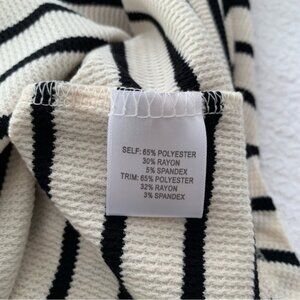 SELF: 65% POLYESTER
30% RAYON
5% SPANDEX
TRIM: 65% POLYESTER
32% RAYON
3% SPANDEX